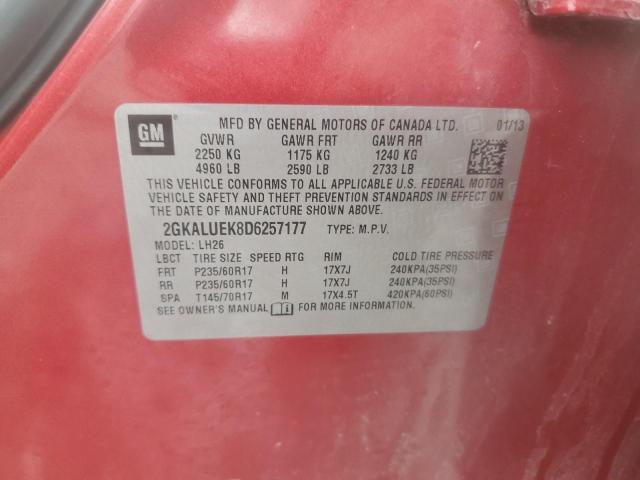 GM
MFD BY GENERAL MOTORS OF CANADA LTD. 01/13
GVWR GAWR FRT GAWR RR
2250 KG 1175 KG 1240 KG
4960 LB 2590 LB 2733 LB
THIS VEHICLE CONFORMS TO ALL APPLICABLE U.S. FEDERAL MOTOR
VEHICLE SAFETY AND THEFT PREVENTION STANDARDS IN EFFECT ON
THE DATE OF MANUFACTURE SHOWN ABOVE.
2GKALUEK8D6257177 TYPE: M.P.V.
MODEL: LH26
LBCT TIRE SIZE SPEED RTG RIM COLD TIRE PRESSURE
FRT P235/60R17 H 17X7J 240KPA(35PSI)
RR P235/60R17 H 17X7J 240KPA(35PSI)
SPA T145/70R17 M 17X4.5T 420KPA(60PSI)
SEE OWNER'S MANUAL FOR MORE INFORMATION.